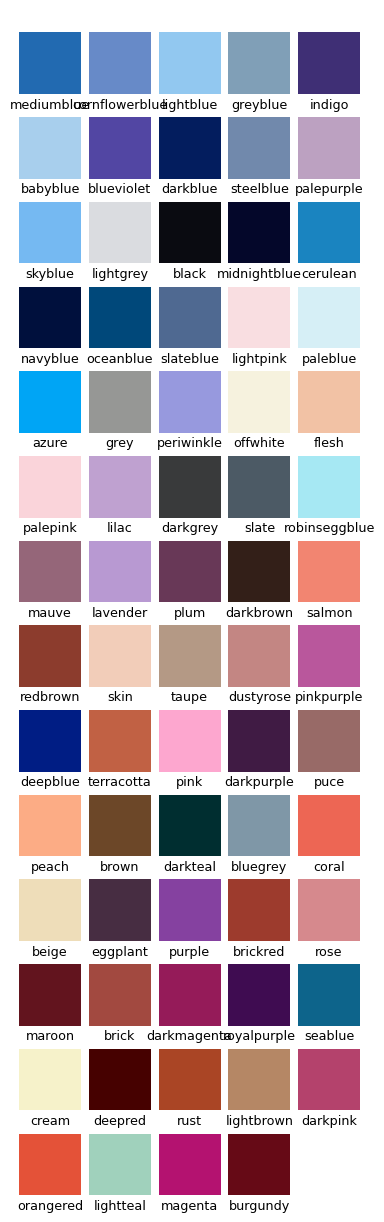 mediumblue cornflowerblue lightblue greyblue indigo
babyblue blueviolet darkblue steelblue palepurple
skyblue lightgrey black midnightblue cerulean
navyblue oceanblue slateblue lightpink paleblue
azure grey periwinkle offwhite flesh
palepink lilac darkgrey slate robinseggblue
mauve lavender plum darkbrown salmon
redbrown skin taupe dustyrose pinkpurple
deepblue terracotta pink darkpurple puce
peach brown darkteal bluegrey coral
beige eggplant purple brickred rose
maroon brick darkmagenta royalpurple seablue
cream deepred rust lightbrown darkpink
orangered lightteal magenta burgundy